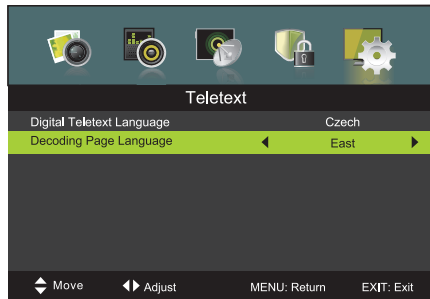 Teletext
Digital Teletext Language Czech
Decoding Page Language East
Move Adjust MENU: Return EXIT: Exit